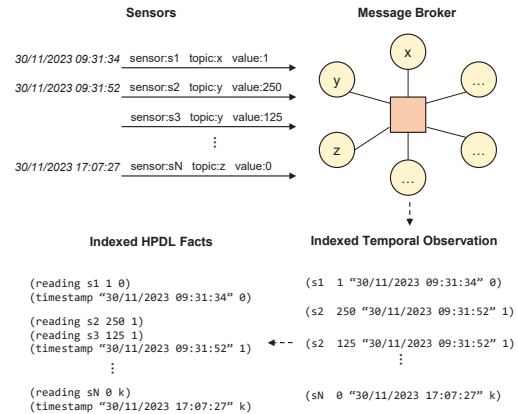 Sensors
Message Broker
30/11/2023 09:31:34 sensor:s1 topic:x value:1
30/11/2023 09:31:52 sensor:s2 topic:y value:250
sensor:s3 topic:y value:125
⋮
30/11/2023 17:07:27 sensor:sN topic:z value:0
x
y
...
z
...
...
Indexed HPDL Facts
(reading s1 1 0)
(timestamp “30/11/2023 09:31:34” 0)
(reading s2 250 1)
(reading s3 125 1)
(timestamp “30/11/2023 09:31:52” 1)
⋮
(reading sN 0 k)
(timestamp “30/11/2023 17:07:27” k)
Indexed Temporal Observation
(s1 1 “30/11/2023 09:31:34” 0)
(s2 250 “30/11/2023 09:31:52” 1)
(s2 125 “30/11/2023 09:31:52” 1)
⋮
(sN 0 “30/11/2023 17:07:27” k)